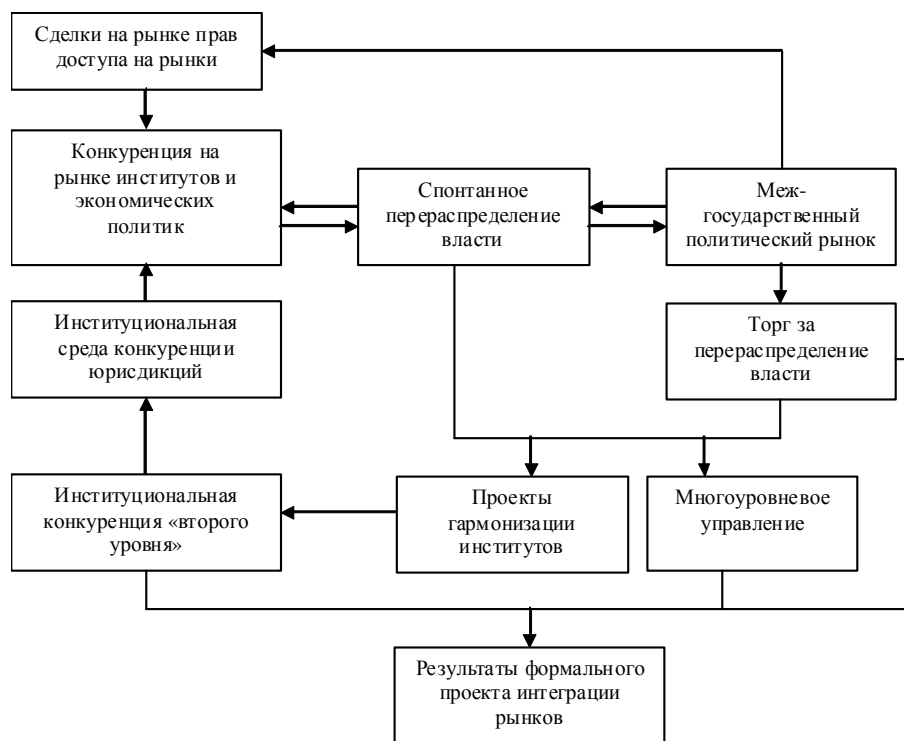 Сделки на рынке прав
доступа на рынки
Конкуренция на
рынке институтов и
экономических
политик
Спонтанное
перераспределение
власти
Меж-
государственный
политический рынок
Институциональная
среда конкуренции
юрисдикций
Торг за
перераспределение
власти
Институциональная
конкуренция «второго
уровня»
Проекты
гармонизации
институтов
Многоуровневое
управление
Результаты формального
проекта интеграции
рынков